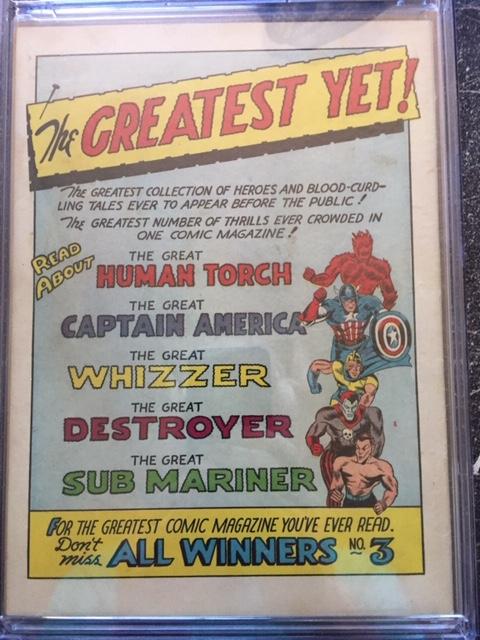 The GREATEST YET!
The GREATEST COLLECTION OF HEROES AND BLOOD-CURD-
LING TALES EVER TO APPEAR BEFORE THE PUBLIC!
The GREATEST NUMBER OF THRILLS EVER CROWDED IN
ONE COMIC MAGAZINE!
READ
ABOUT
THE GREAT
HUMAN TORCH
THE GREAT
CAPTAIN AMERICA
THE GREAT
WHIZZER
THE GREAT
DESTROYER
THE GREAT
SUB MARINER
FOR THE GREATEST COMIC MAGAZINE YOU'VE EVER READ.
Don't
miss ALL WINNERS NO. 3